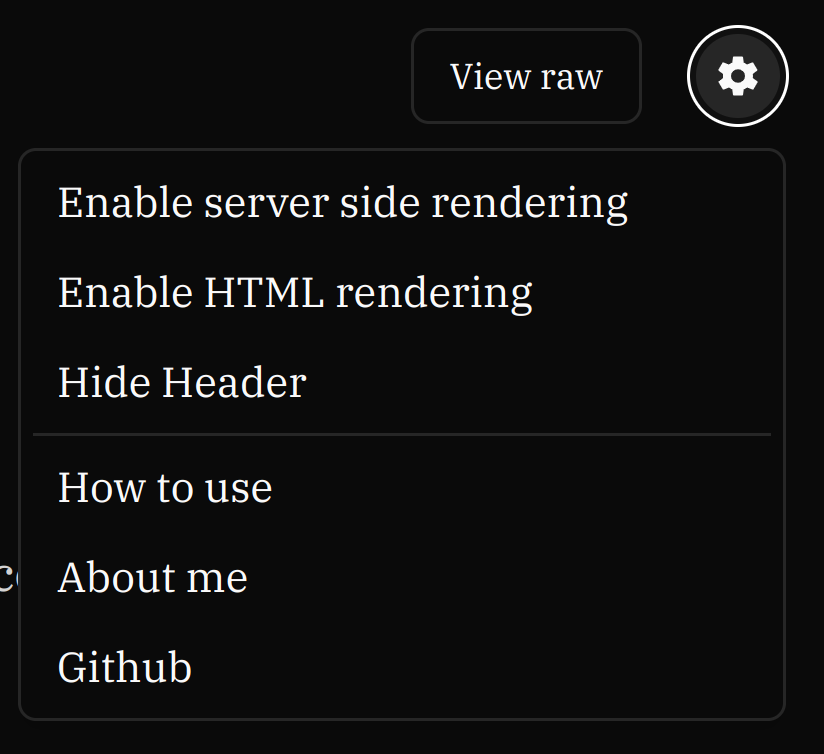 View raw
Enable server side rendering
Enable HTML rendering
Hide Header
How to use
About me
Github